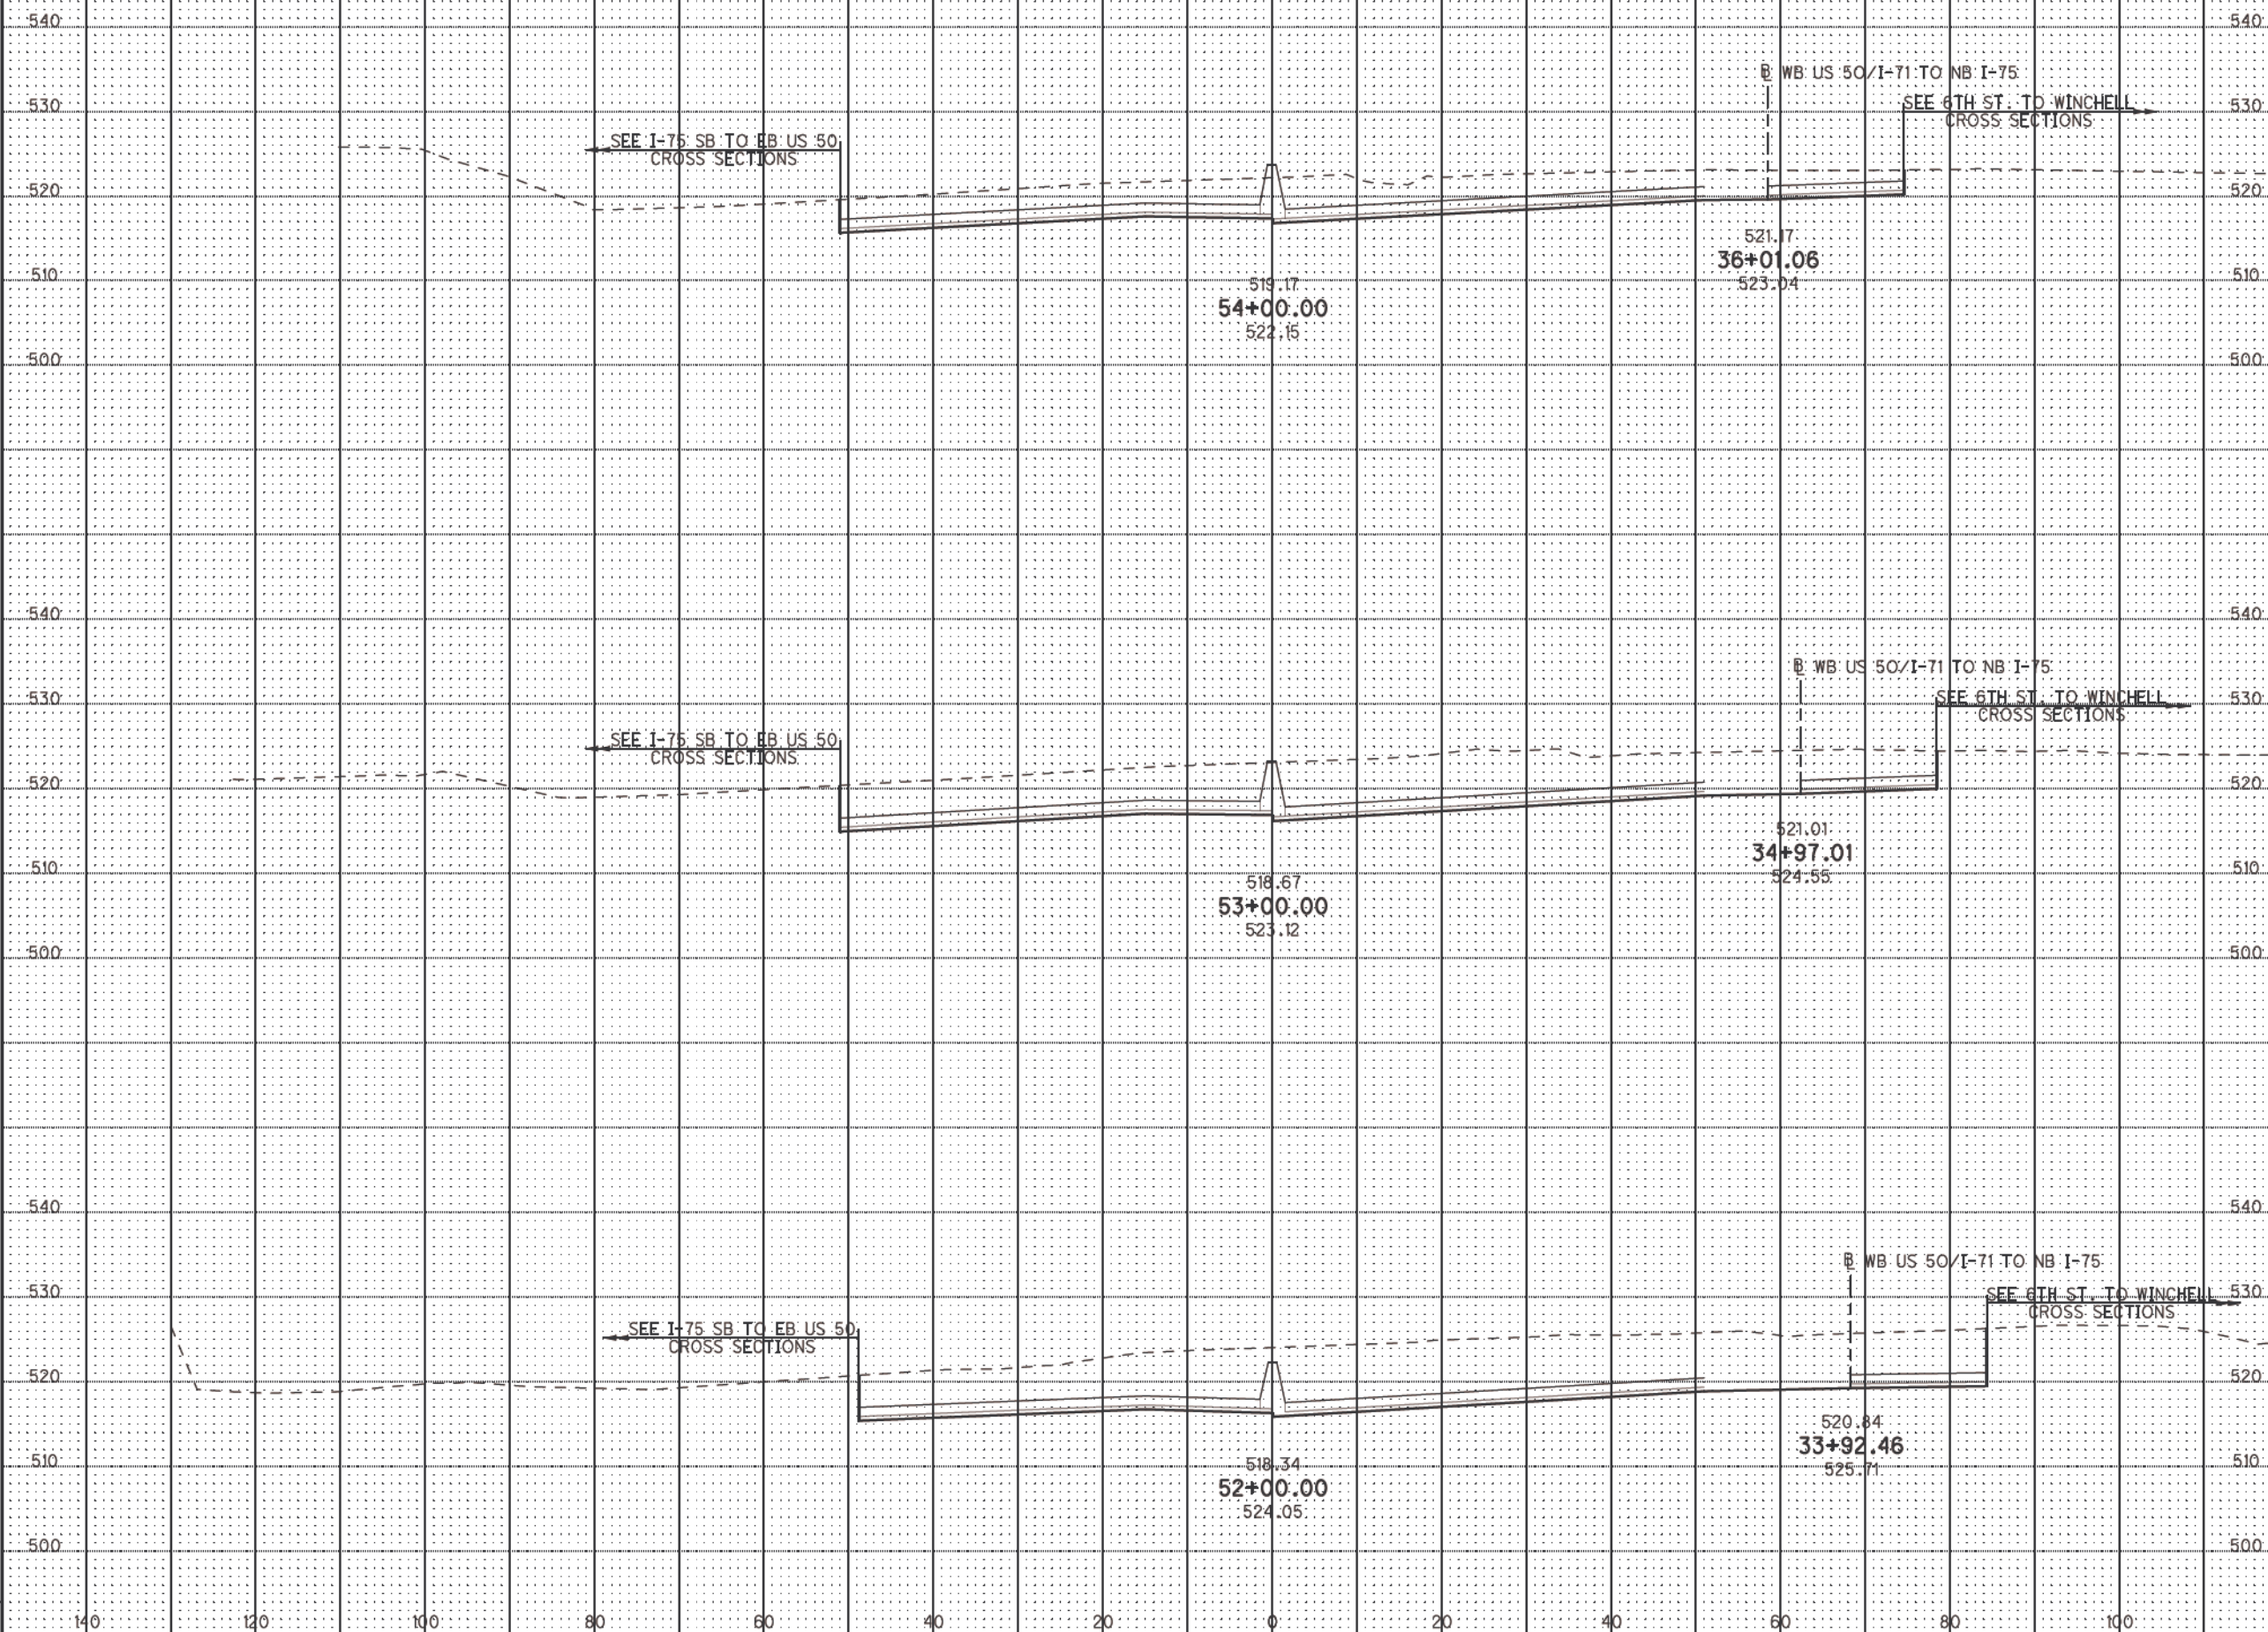 540 540
℄ WB US 50/I-71 TO NB I-75
530 SEE 6TH ST. TO WINCHELL 530
CROSS SECTIONS
SEE I-75 SB TO EB US 50
CROSS SECTIONS
520 520
521.17
36+01.06
510 510
523.04
519.17
54+00.00
522.15
500 500
540 540
℄ WB US 50/I-71 TO NB I-75
530 SEE 6TH ST. TO WINCHELL 530
CROSS SECTIONS
SEE I-75 SB TO EB US 50
CROSS SECTIONS
520 520
521.01
34+97.01
510 510
524.55
518.67
53+00.00
523.12
500 500
540 540
℄ WB US 50/I-71 TO NB I-75
530 SEE 6TH ST. TO WINCHELL 530
CROSS SECTIONS
SEE I-75 SB TO EB US 50
CROSS SECTIONS
520 520
520.84
33+92.46
510 510
525.71
518.34
52+00.00
524.05
500 500
140 120 100 80 60 40 20 0 20 40 60 80 100